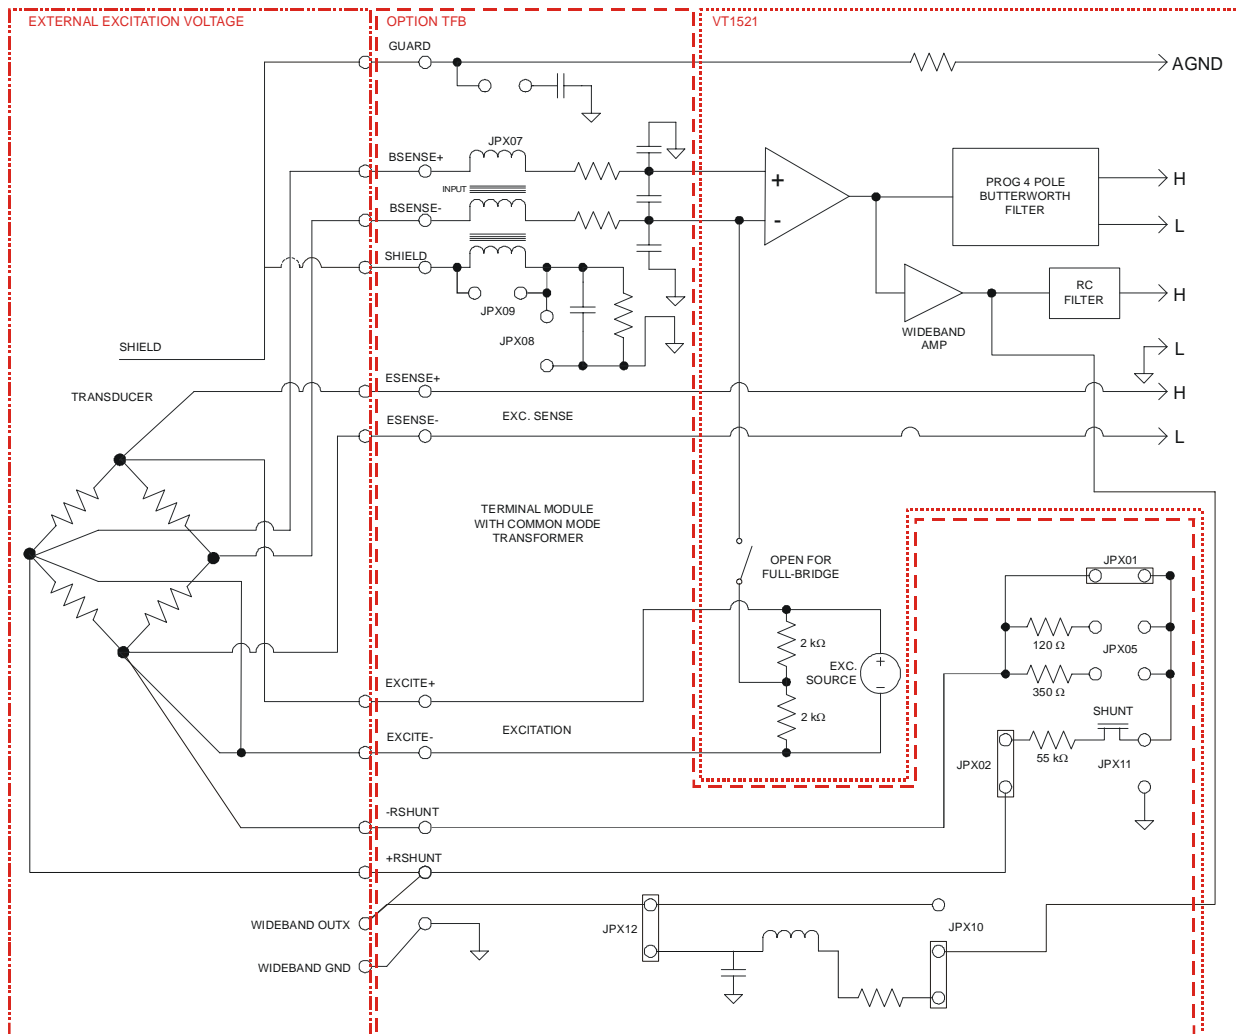 EXTERNAL EXCITATION VOLTAGE
OPTION TFB
VT1521
GUARD
AGND
JPX07
BSENSE+
INPUT
BSENSE-
SHIELD
JPX09
JPX08
+
-
PROG 4 POLE
BUTTERWORTH
FILTER
H
L
RC
FILTER
H
WIDEBAND
AMP
L
SHIELD
TRANSDUCER
ESENSE+
H
ESENSE-
EXC. SENSE
L
TERMINAL MODULE
WITH COMMON MODE
TRANSFORMER
OPEN FOR
FULL-BRIDGE
2 kΩ
EXC.
SOURCE
+
–
2 kΩ
EXCITE+
EXCITATION
EXCITE-
JPX01
120 Ω
JPX05
350 Ω
SHUNT
55 kΩ
JPX11
JPX02
-RSHUNT
+RSHUNT
WIDEBAND OUTX
JPX12
JPX10
WIDEBAND GND